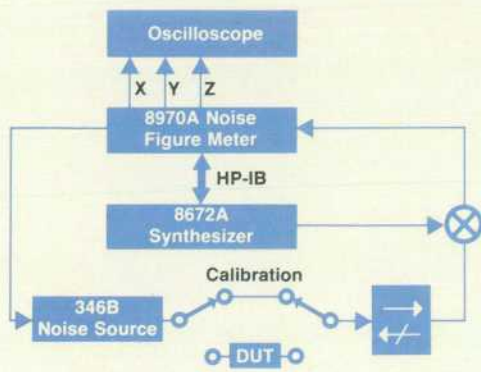 Oscilloscope
X Y Z
8970A Noise
Figure Meter
HP-IB
8672A
Synthesizer
Calibration
346B
Noise Source
DUT